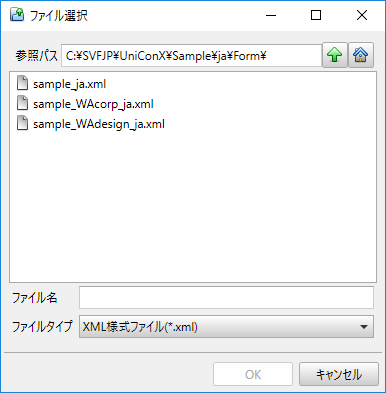 ファイル選択
参照パス C:¥SVFJP¥UniConX¥Sample¥ja¥Form¥
sample_ja.xml
sample_WAcorp_ja.xml
sample_WAdesign_ja.xml
ファイル名
ファイルタイプ XML様式ファイル(*.xml)
OK キャンセル